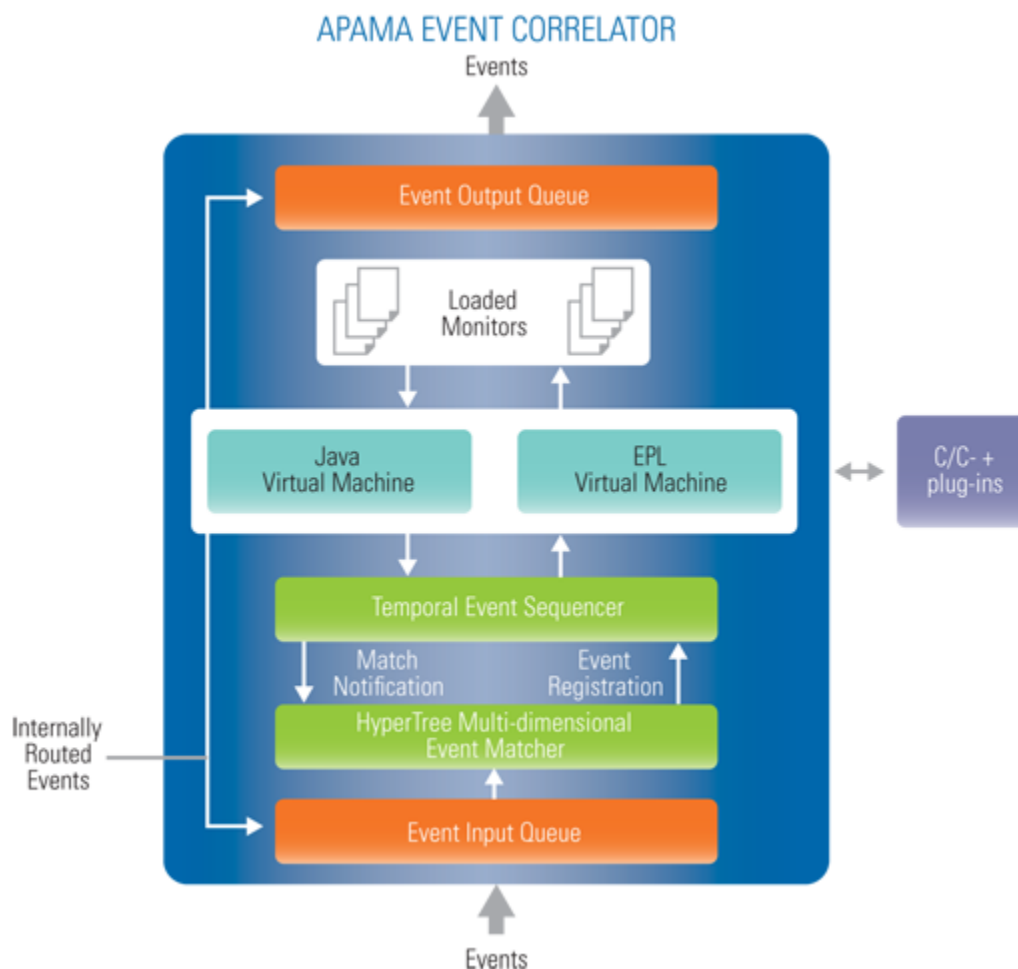 APAMA EVENT CORRELATOR
Events
Event Output Queue
Loaded
Monitors
Java
Virtual Machine
EPL
Virtual Machine
C/C- +
plug-ins
Temporal Event Sequencer
Match
Notification
Event
Registration
HyperTree Multi-dimensional
Event Matcher
Internally
Routed
Events
Event Input Queue
Events